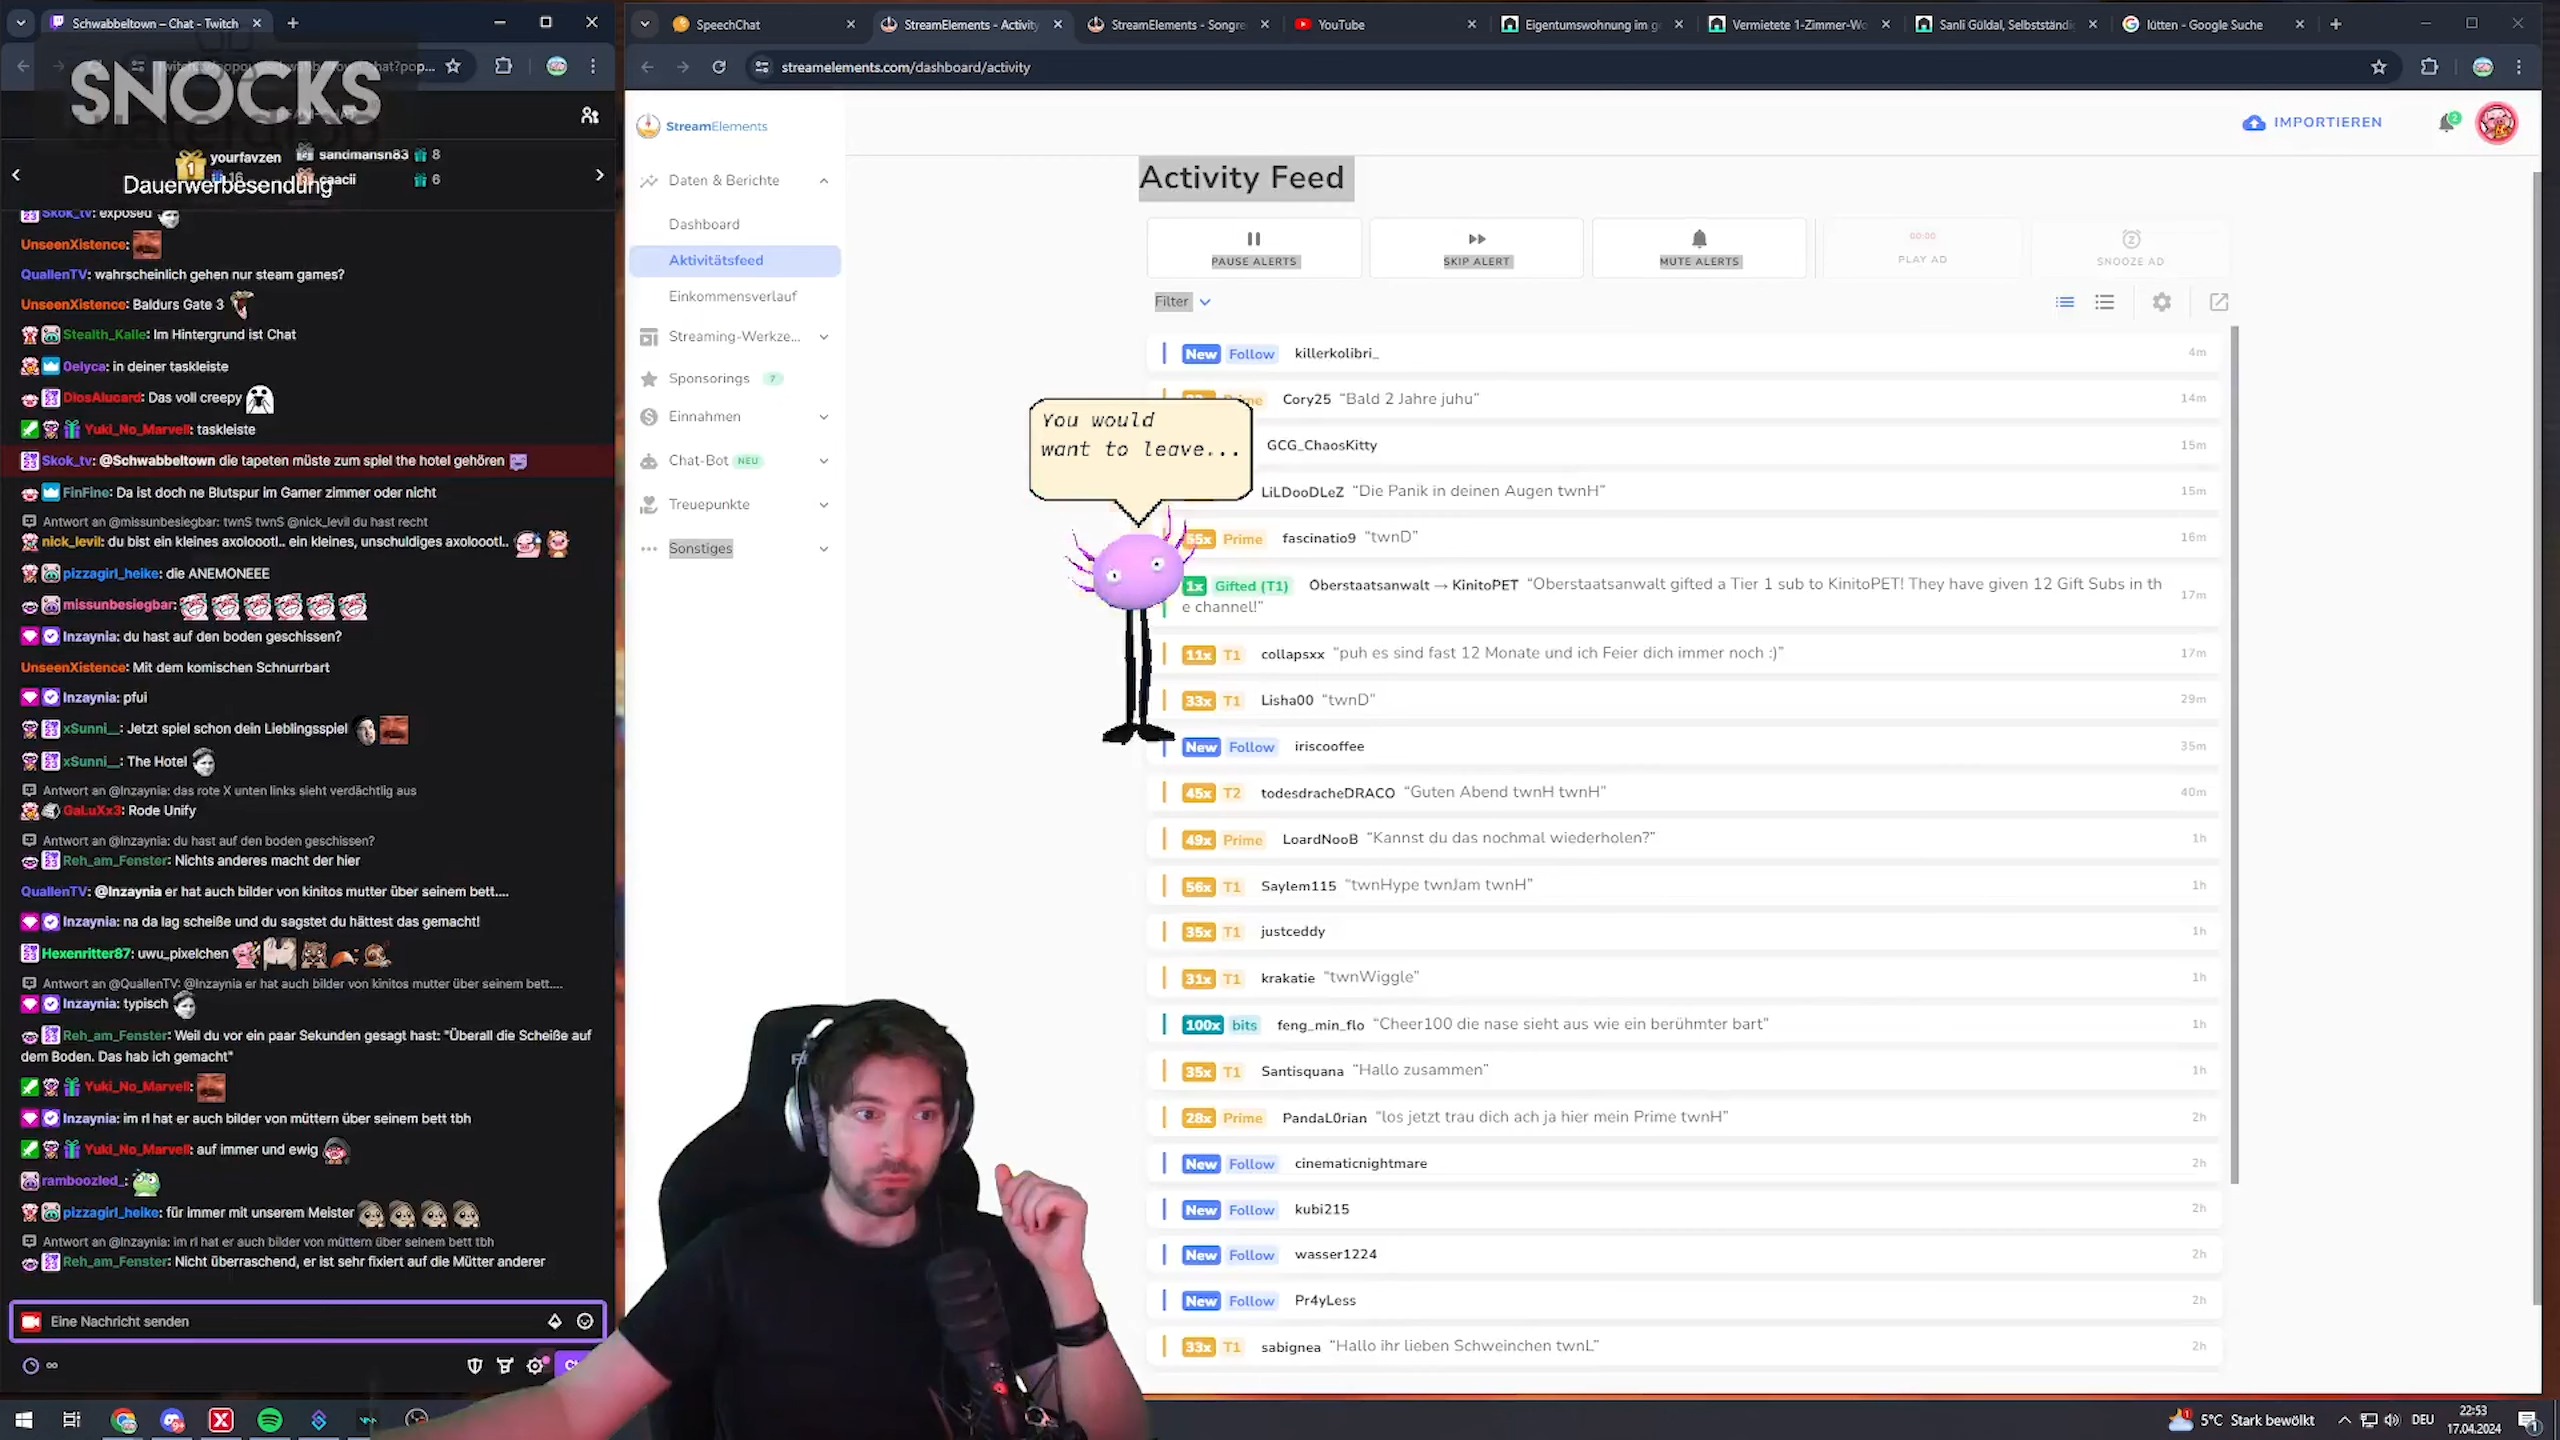 Schwabbeltown – Chat - Twitch
SNOCKS
yourfavzen
16
sandmansn83 8
caacii 6
Dauerwerbesendung
Skok_tv: exposed
UnseenXistence:
QuallenTV: wahrscheinlich gehen nur steam games?
UnseenXistence: Baldurs Gate 3
Stealth_Kalle: Im Hintergrund ist Chat
0elyca: in deiner taskleiste
DiosAlucard: Das voll creepy
Yuki_No_Marvell: taskleiste
Skok_tv: @Schwabbeltown die tapeten müste zum spiel the hotel gehören
FinFine: Da ist doch ne Blutspur im Gamer zimmer oder nicht
Antwort an @missunbesiegbar: twnS twnS @nick_levil du hast recht
nick_levil: du bist ein kleines axoloootl.. ein kleines, unschuldiges axoloootl..
pizzagirl_heike: die ANEMONEEE
missunbesiegbar:
Inzaynia: du hast auf den boden geschissen?
UnseenXistence: Mit dem komischen Schnurrbart
Inzaynia: pfui
xSunni__: Jetzt spiel schon dein Lieblingsspiel
xSunni__: The Hotel
Antwort an @Inzaynia: das rote X unten links sieht verdächtlig aus
GaLuXx3: Rode Unify
Antwort an @Inzaynia: du hast auf den boden geschissen?
Reh_am_Fenster: Nichts anderes macht der hier
QuallenTV: @Inzaynia er hat auch bilder von kinitos mutter über seinem bett....
Inzaynia: na da lag scheiße und du sagstet du hättest das gemacht!
Hexenritter87: uwu_pixelchen
Antwort an @QuallenTV: @Inzaynia er hat auch bilder von kinitos mutter über seinem bett....
Inzaynia: typisch
Reh_am_Fenster: Weil du vor ein paar Sekunden gesagt hast: "Überall die Scheiße auf
dem Boden. Das hab ich gemacht"
Yuki_No_Marvell:
Inzaynia: im rl hat er auch bilder von müttern über seinem bett tbh
Yuki_No_Marvell: auf immer und ewig
ramboozled_:
pizzagirl_heike: für immer mit unserem Meister
Antwort an @Inzaynia: im rl hat er auch bilder von müttern über seinem bett tbh
Reh_am_Fenster: Nicht überraschend, er ist sehr fixiert auf die Mütter anderer
Eine Nachricht senden
SpeechChat
StreamElements - Activity
StreamElements - Songre
YouTube
Eigentumswohnung im ge
Vermietete 1-Zimmer-Wo
Sanli Güldal, Selbstständi
lütten - Google Suche
streamelements.com/dashboard/activity
StreamElements
IMPORTIEREN
2
Daten & Berichte
Dashboard
Aktivitätsfeed
Einkommensverlauf
Streaming-Werkze...
Sponsorings 7
Einnahmen
Chat-Bot NEU
Treuepunkte
Sonstiges
Activity Feed
PAUSE ALERTS
SKIP ALERT
MUTE ALERTS
00:00
PLAY AD
SNOOZE AD
Filter
New Follow killerkolibri_ 4m
Cory25 “Bald 2 Jahre juhu” 14m
GCG_ChaosKitty 15m
LiLDooDLeZ “Die Panik in deinen Augen twnH” 15m
55x Prime fascinatio9 “twnD” 16m
1x Gifted (T1) Oberstaatsanwalt → KinitoPET “Oberstaatsanwalt gifted a Tier 1 sub to KinitoPET! They have given 12 Gift Subs in th
e channel!” 17m
11x T1 collapsxx “puh es sind fast 12 Monate und ich Feier dich immer noch :)” 17m
33x T1 Lisha00 “twnD” 29m
New Follow iriscooffee 35m
45x T2 todesdracheDRACO “Guten Abend twnH twnH” 40m
49x Prime LoardNooB “Kannst du das nochmal wiederholen?” 1h
56x T1 Saylem115 “twnHype twnJam twnH” 1h
35x T1 justceddy 1h
31x T1 krakatie “twnWiggle” 1h
100x bits feng_min_flo “Cheer100 die nase sieht aus wie ein berühmter bart” 1h
35x T1 Santisquana “Hallo zusammen” 1h
28x Prime PandaL0rian “los jetzt trau dich ach ja hier mein Prime twnH” 2h
New Follow cinematicnightmare 2h
New Follow kubi215 2h
New Follow wasser1224 2h
New Follow Pr4yLess 2h
33x T1 sabignea “Hallo ihr lieben Schweinchen twnL” 2h
You would
want to leave...
5°C Stark bewölkt
DEU
22:53
17.04.2024